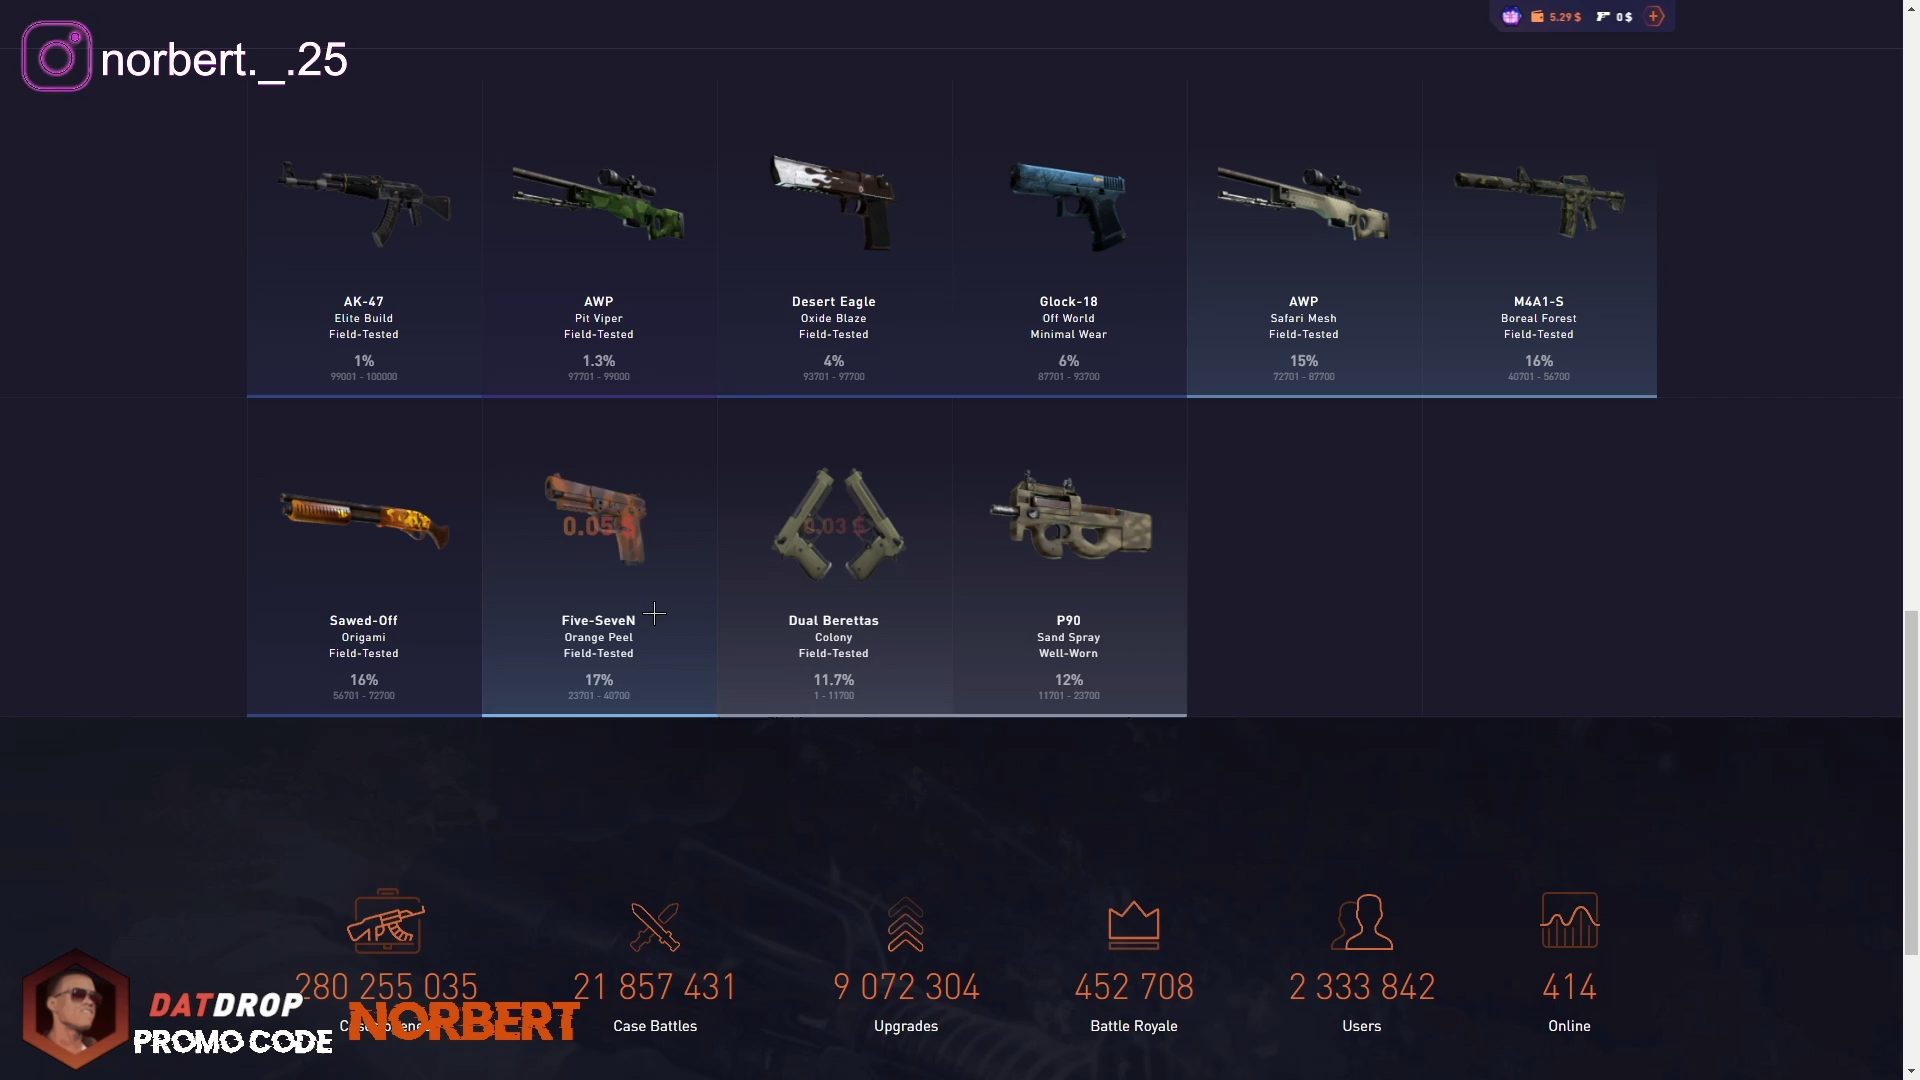 5.29 $ 0 $
norbert._.25
AK-47
Elite Build
Field-Tested
1%
99001 - 100000
AWP
Pit Viper
Field-Tested
1.3%
97701 - 99000
Desert Eagle
Oxide Blaze
Field-Tested
4%
93701 - 97700
Glock-18
Off World
Minimal Wear
6%
87701 - 93700
AWP
Safari Mesh
Field-Tested
15%
72701 - 87700
M4A1-S
Boreal Forest
Field-Tested
16%
40701 - 56700
Sawed-Off
Origami
Field-Tested
16%
56701 - 72700
0.05 $
Five-SeveN
Orange Peel
Field-Tested
17%
23701 - 40700
0.03 $
Dual Berettas
Colony
Field-Tested
11.7%
1 - 11700
P90
Sand Spray
Well-Worn
12%
11701 - 23700
280 255 035
21 857 431
Case Battles
9 072 304
Upgrades
452 708
Battle Royale
2 333 842
Users
414
Online
DATDROP
PROMO CODE
NORBERT